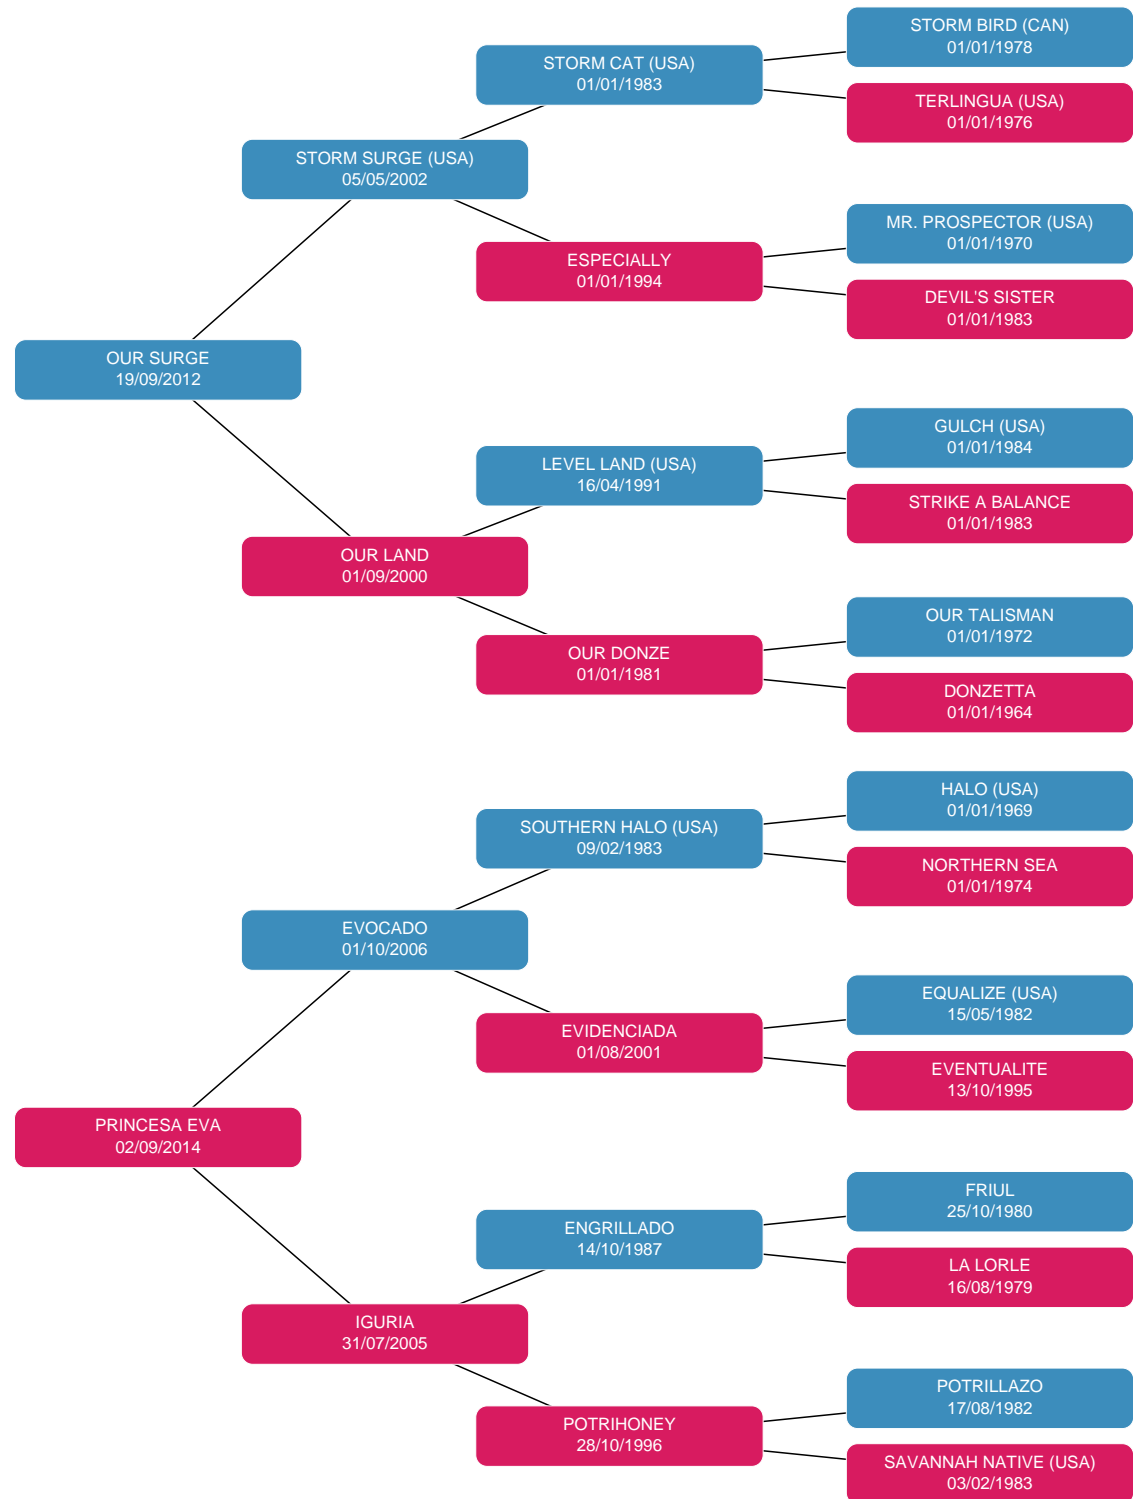 STORM BIRD (CAN)
01/01/1978
STORM CAT (USA)
01/01/1983
TERLINGUA (USA)
01/01/1976
STORM SURGE (USA)
05/05/2002
MR. PROSPECTOR (USA)
01/01/1970
ESPECIALLY
01/01/1994
DEVIL'S SISTER
01/01/1983
OUR SURGE
19/09/2012
GULCH (USA)
01/01/1984
LEVEL LAND (USA)
16/04/1991
STRIKE A BALANCE
01/01/1983
OUR LAND
01/09/2000
OUR TALISMAN
01/01/1972
OUR DONZE
01/01/1981
DONZETTA
01/01/1964
HALO (USA)
01/01/1969
SOUTHERN HALO (USA)
09/02/1983
NORTHERN SEA
01/01/1974
EVOCADO
01/10/2006
EQUALIZE (USA)
15/05/1982
EVIDENCIADA
01/08/2001
EVENTUALITE
13/10/1995
PRINCESA EVA
02/09/2014
FRIUL
25/10/1980
ENGRILLADO
14/10/1987
LA LORLE
16/08/1979
IGURIA
31/07/2005
POTRILLAZO
17/08/1982
POTRIHONEY
28/10/1996
SAVANNAH NATIVE (USA)
03/02/1983